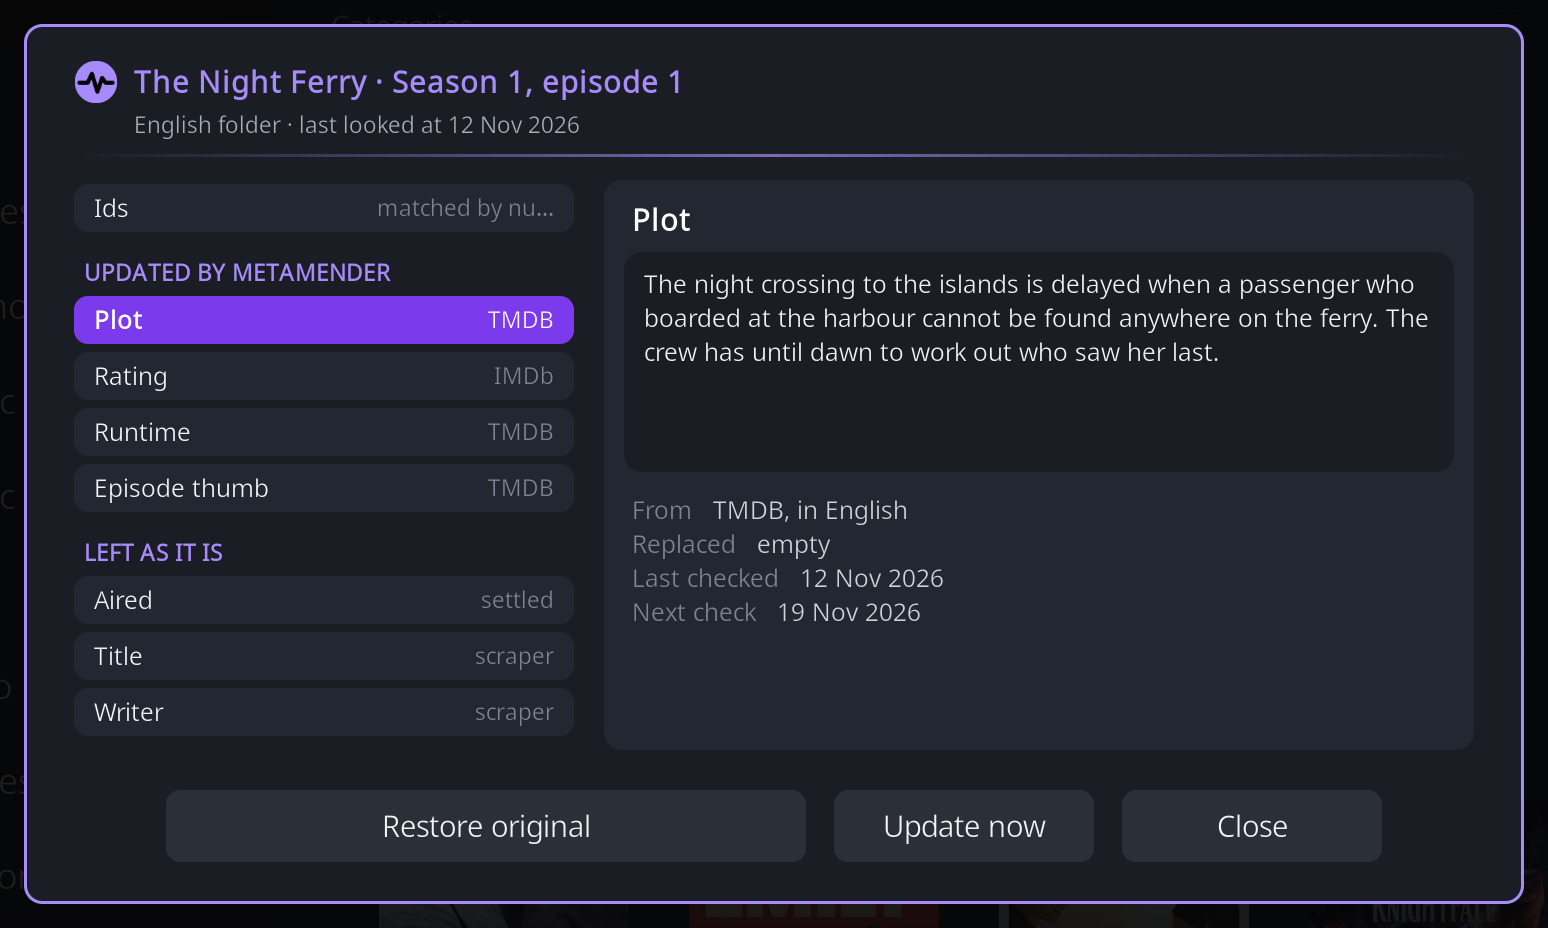 Categories
The Night Ferry · Season 1, episode 1
English folder · last looked at 12 Nov 2026
Ids matched by nu...
UPDATED BY METAMENDER
Plot TMDB
Rating IMDb
Runtime TMDB
Episode thumb TMDB
LEFT AS IT IS
Aired settled
Title scraper
Writer scraper
Plot
The night crossing to the islands is delayed when a passenger who
boarded at the harbour cannot be found anywhere on the ferry. The
crew has until dawn to work out who saw her last.
From TMDB, in English
Replaced empty
Last checked 12 Nov 2026
Next check 19 Nov 2026
Restore original
Update now
Close